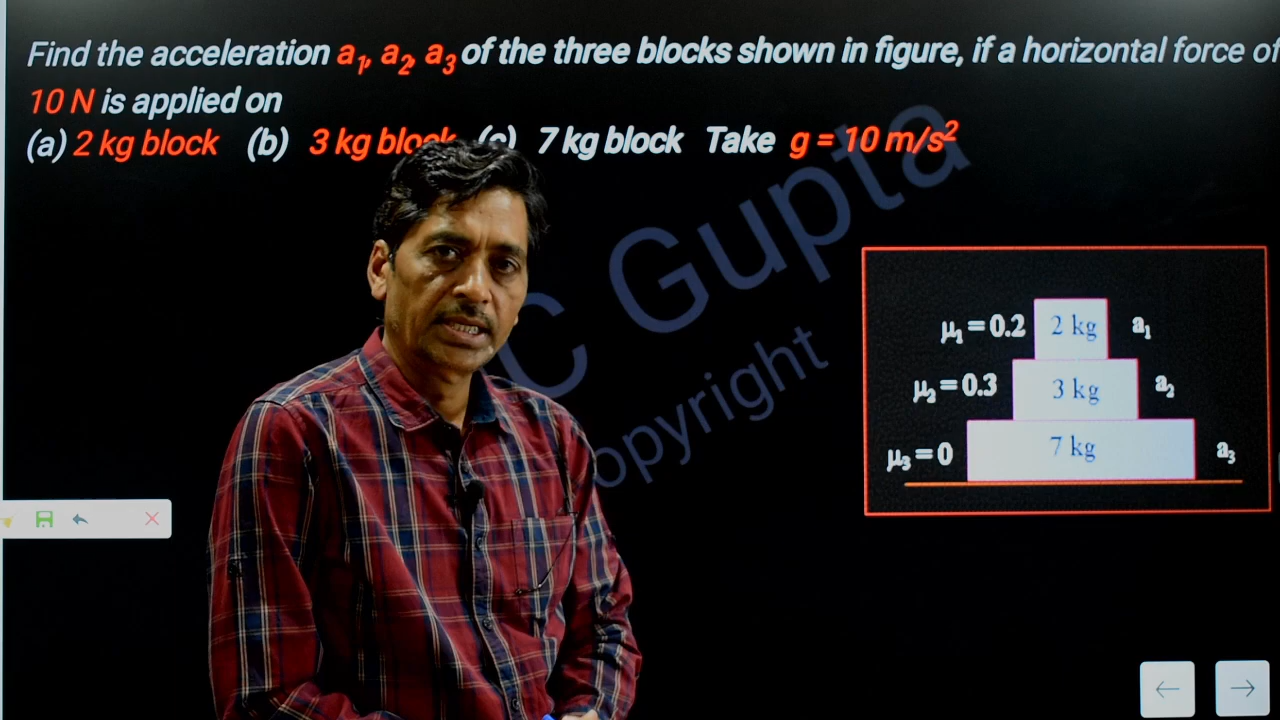 Find the acceleration a1, a2, a3 of the three blocks shown in figure, if a horizontal force of
10 N is applied on
(a) 2 kg block (b) 3 kg block (c) 7 kg block Take g = 10 m/s²
C Gupta
opyright
μ₁ = 0.2 2 kg a₁
μ₂ = 0.3 3 kg a₂
μ₃ = 0 7 kg a₃